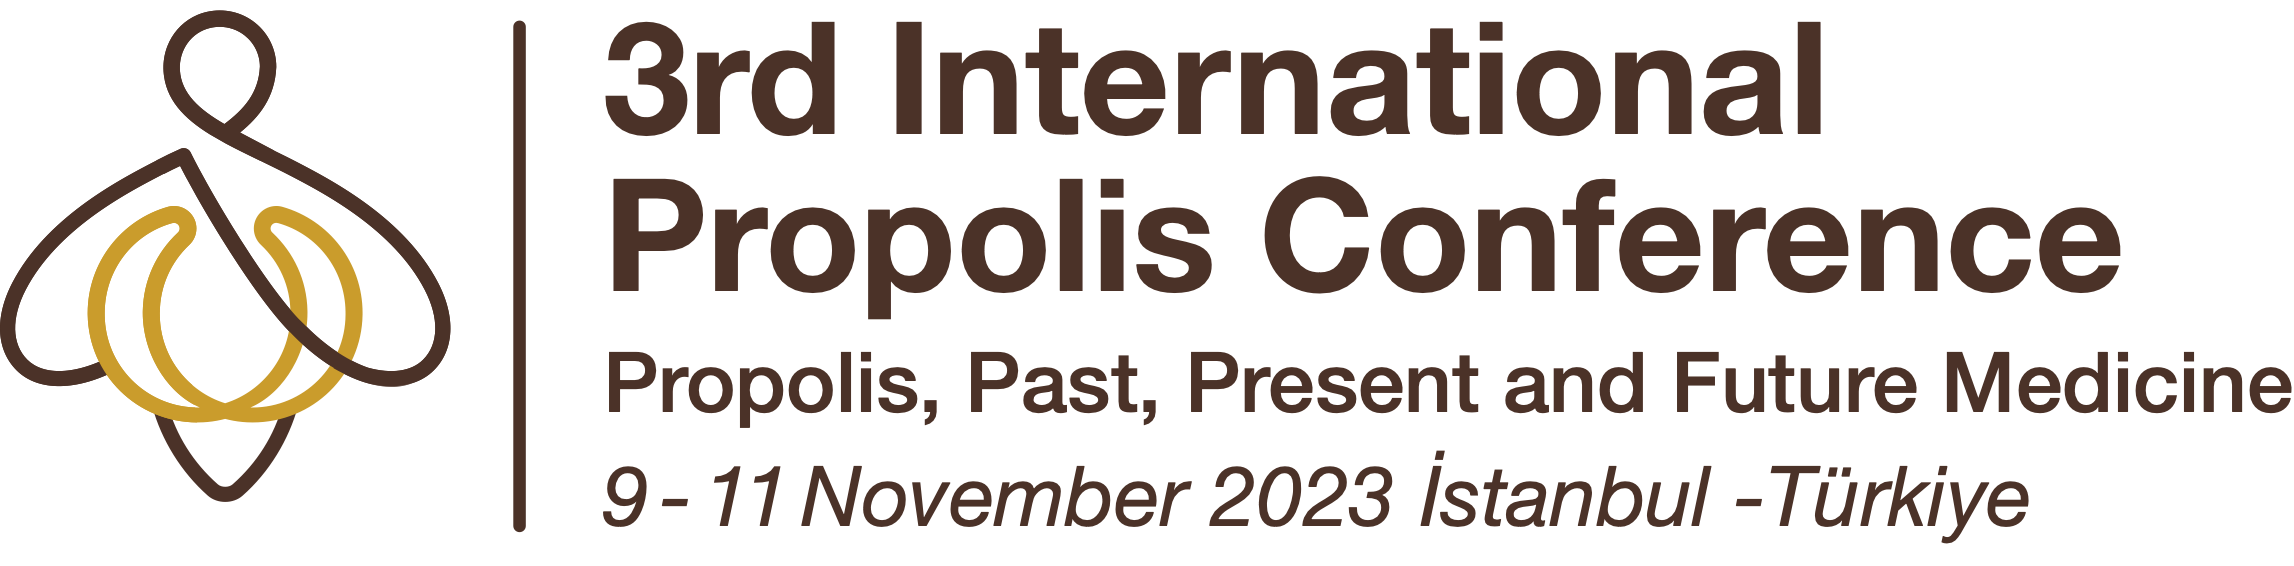 3rd International
Propolis Conference
Propolis, Past, Present and Future Medicine
9 - 11 November 2023 İstanbul -Türkiye